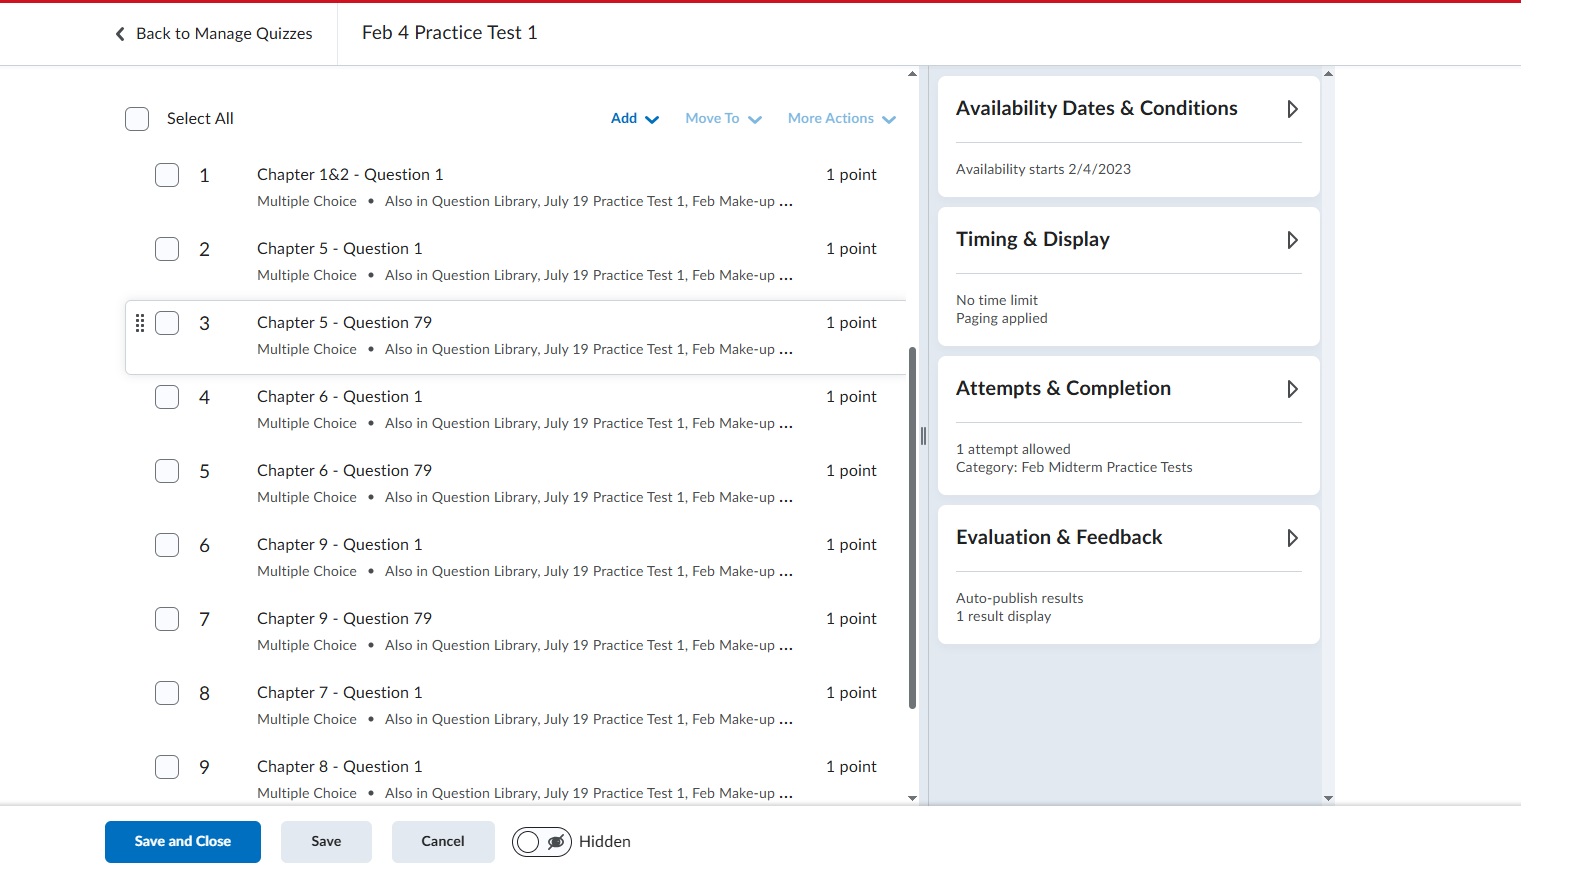 Back to Manage Quizzes
Feb 4 Practice Test 1
Select All
Add
Move To
More Actions
1
Chapter 1&2 - Question 1
1 point
Multiple Choice • Also in Question Library, July 19 Practice Test 1, Feb Make-up ...
2
Chapter 5 - Question 1
1 point
Multiple Choice • Also in Question Library, July 19 Practice Test 1, Feb Make-up ...
3
Chapter 5 - Question 79
1 point
Multiple Choice • Also in Question Library, July 19 Practice Test 1, Feb Make-up ...
4
Chapter 6 - Question 1
1 point
Multiple Choice • Also in Question Library, July 19 Practice Test 1, Feb Make-up ...
5
Chapter 6 - Question 79
1 point
Multiple Choice • Also in Question Library, July 19 Practice Test 1, Feb Make-up ...
6
Chapter 9 - Question 1
1 point
Multiple Choice • Also in Question Library, July 19 Practice Test 1, Feb Make-up ...
7
Chapter 9 - Question 79
1 point
Multiple Choice • Also in Question Library, July 19 Practice Test 1, Feb Make-up ...
8
Chapter 7 - Question 1
1 point
Multiple Choice • Also in Question Library, July 19 Practice Test 1, Feb Make-up ...
9
Chapter 8 - Question 1
1 point
Multiple Choice • Also in Question Library, July 19 Practice Test 1, Feb Make-up ...
Availability Dates & Conditions
Availability starts 2/4/2023
Timing & Display
No time limit
Paging applied
Attempts & Completion
1 attempt allowed
Category: Feb Midterm Practice Tests
Evaluation & Feedback
Auto-publish results
1 result display
Save and Close
Save
Cancel
Hidden